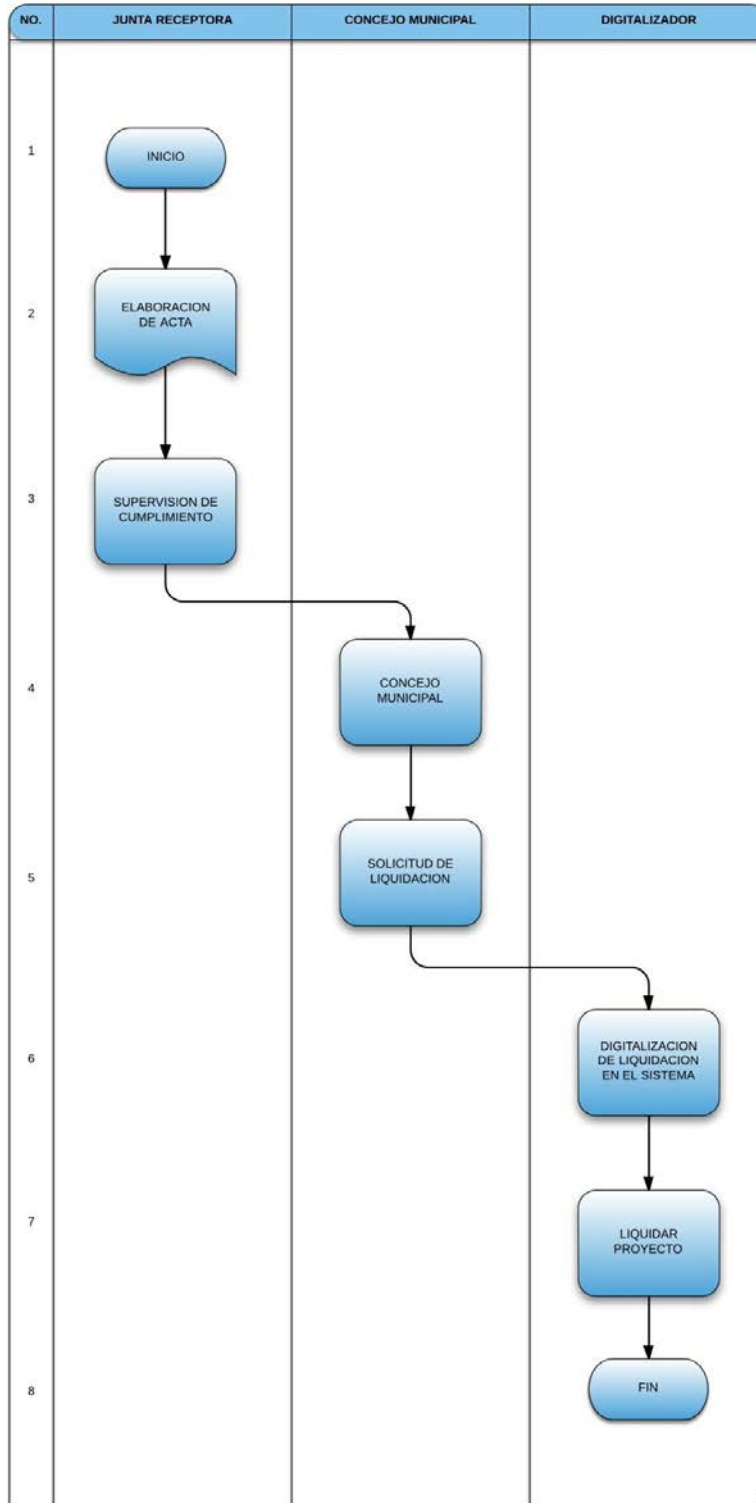 NO. JUNTA RECEPTORA CONCEJO MUNICIPAL DIGITALIZADOR
1
INICIO
2
ELABORACION
DE ACTA
3
SUPERVISION DE
CUMPLIMIENTO
4
CONCEJO
MUNICIPAL
5
SOLICITUD DE
LIQUIDACION
6
DIGITALIZACION
DE LIQUIDACION
EN EL SISTEMA
7
LIQUIDAR
PROYECTO
8
FIN